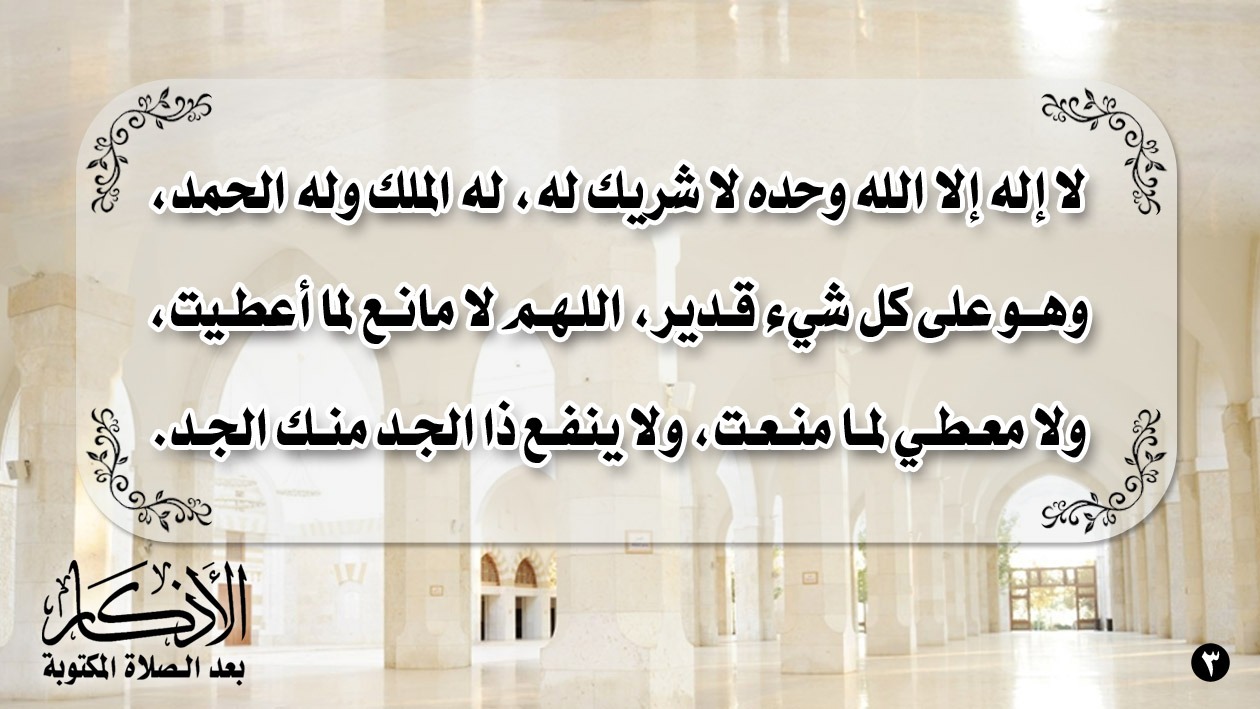 لا إله إلا الله وحده لا شريك له ، له الملك وله الحمد،
وهو على كل شيء قدير، اللهم لا مانع لما أعطيت،
ولا معطي لما منعت، ولا ينفع ذا الجد منك الجد.
الأذكار
بعد الصلاة المكتوبة
٣